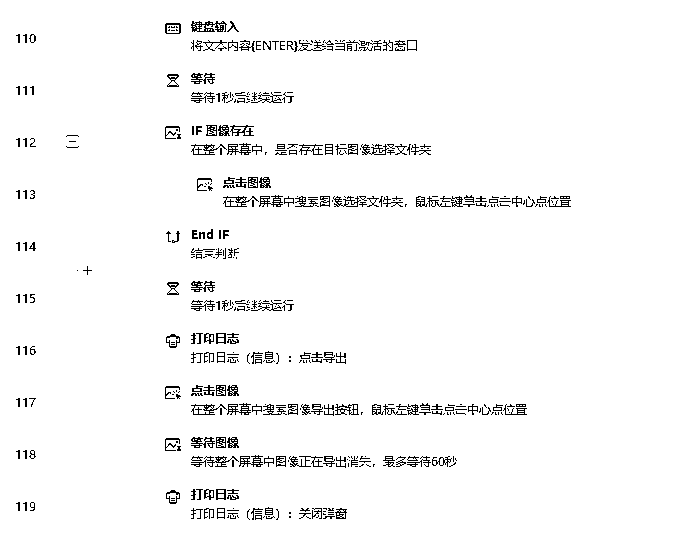 110 键盘输入
将文本内容{ENTER}发送给当前激活的窗口
111 等待
等待1秒后继续运行
112 IF 图像存在
在整个屏幕中，是否存在目标图像选择文件夹
113 点击图像
在整个屏幕中搜索图像选择文件夹，鼠标左键单击点击中心点位置
114 End IF
结束判断
115 等待
等待1秒后继续运行
116 打印日志
打印日志（信息）：点击导出
117 点击图像
在整个屏幕中搜索图像导出按钮，鼠标左键单击点击中心点位置
118 等待图像
等待整个屏幕中图像正在导出消失，最多等待60秒
119 打印日志
打印日志（信息）：关闭弹窗